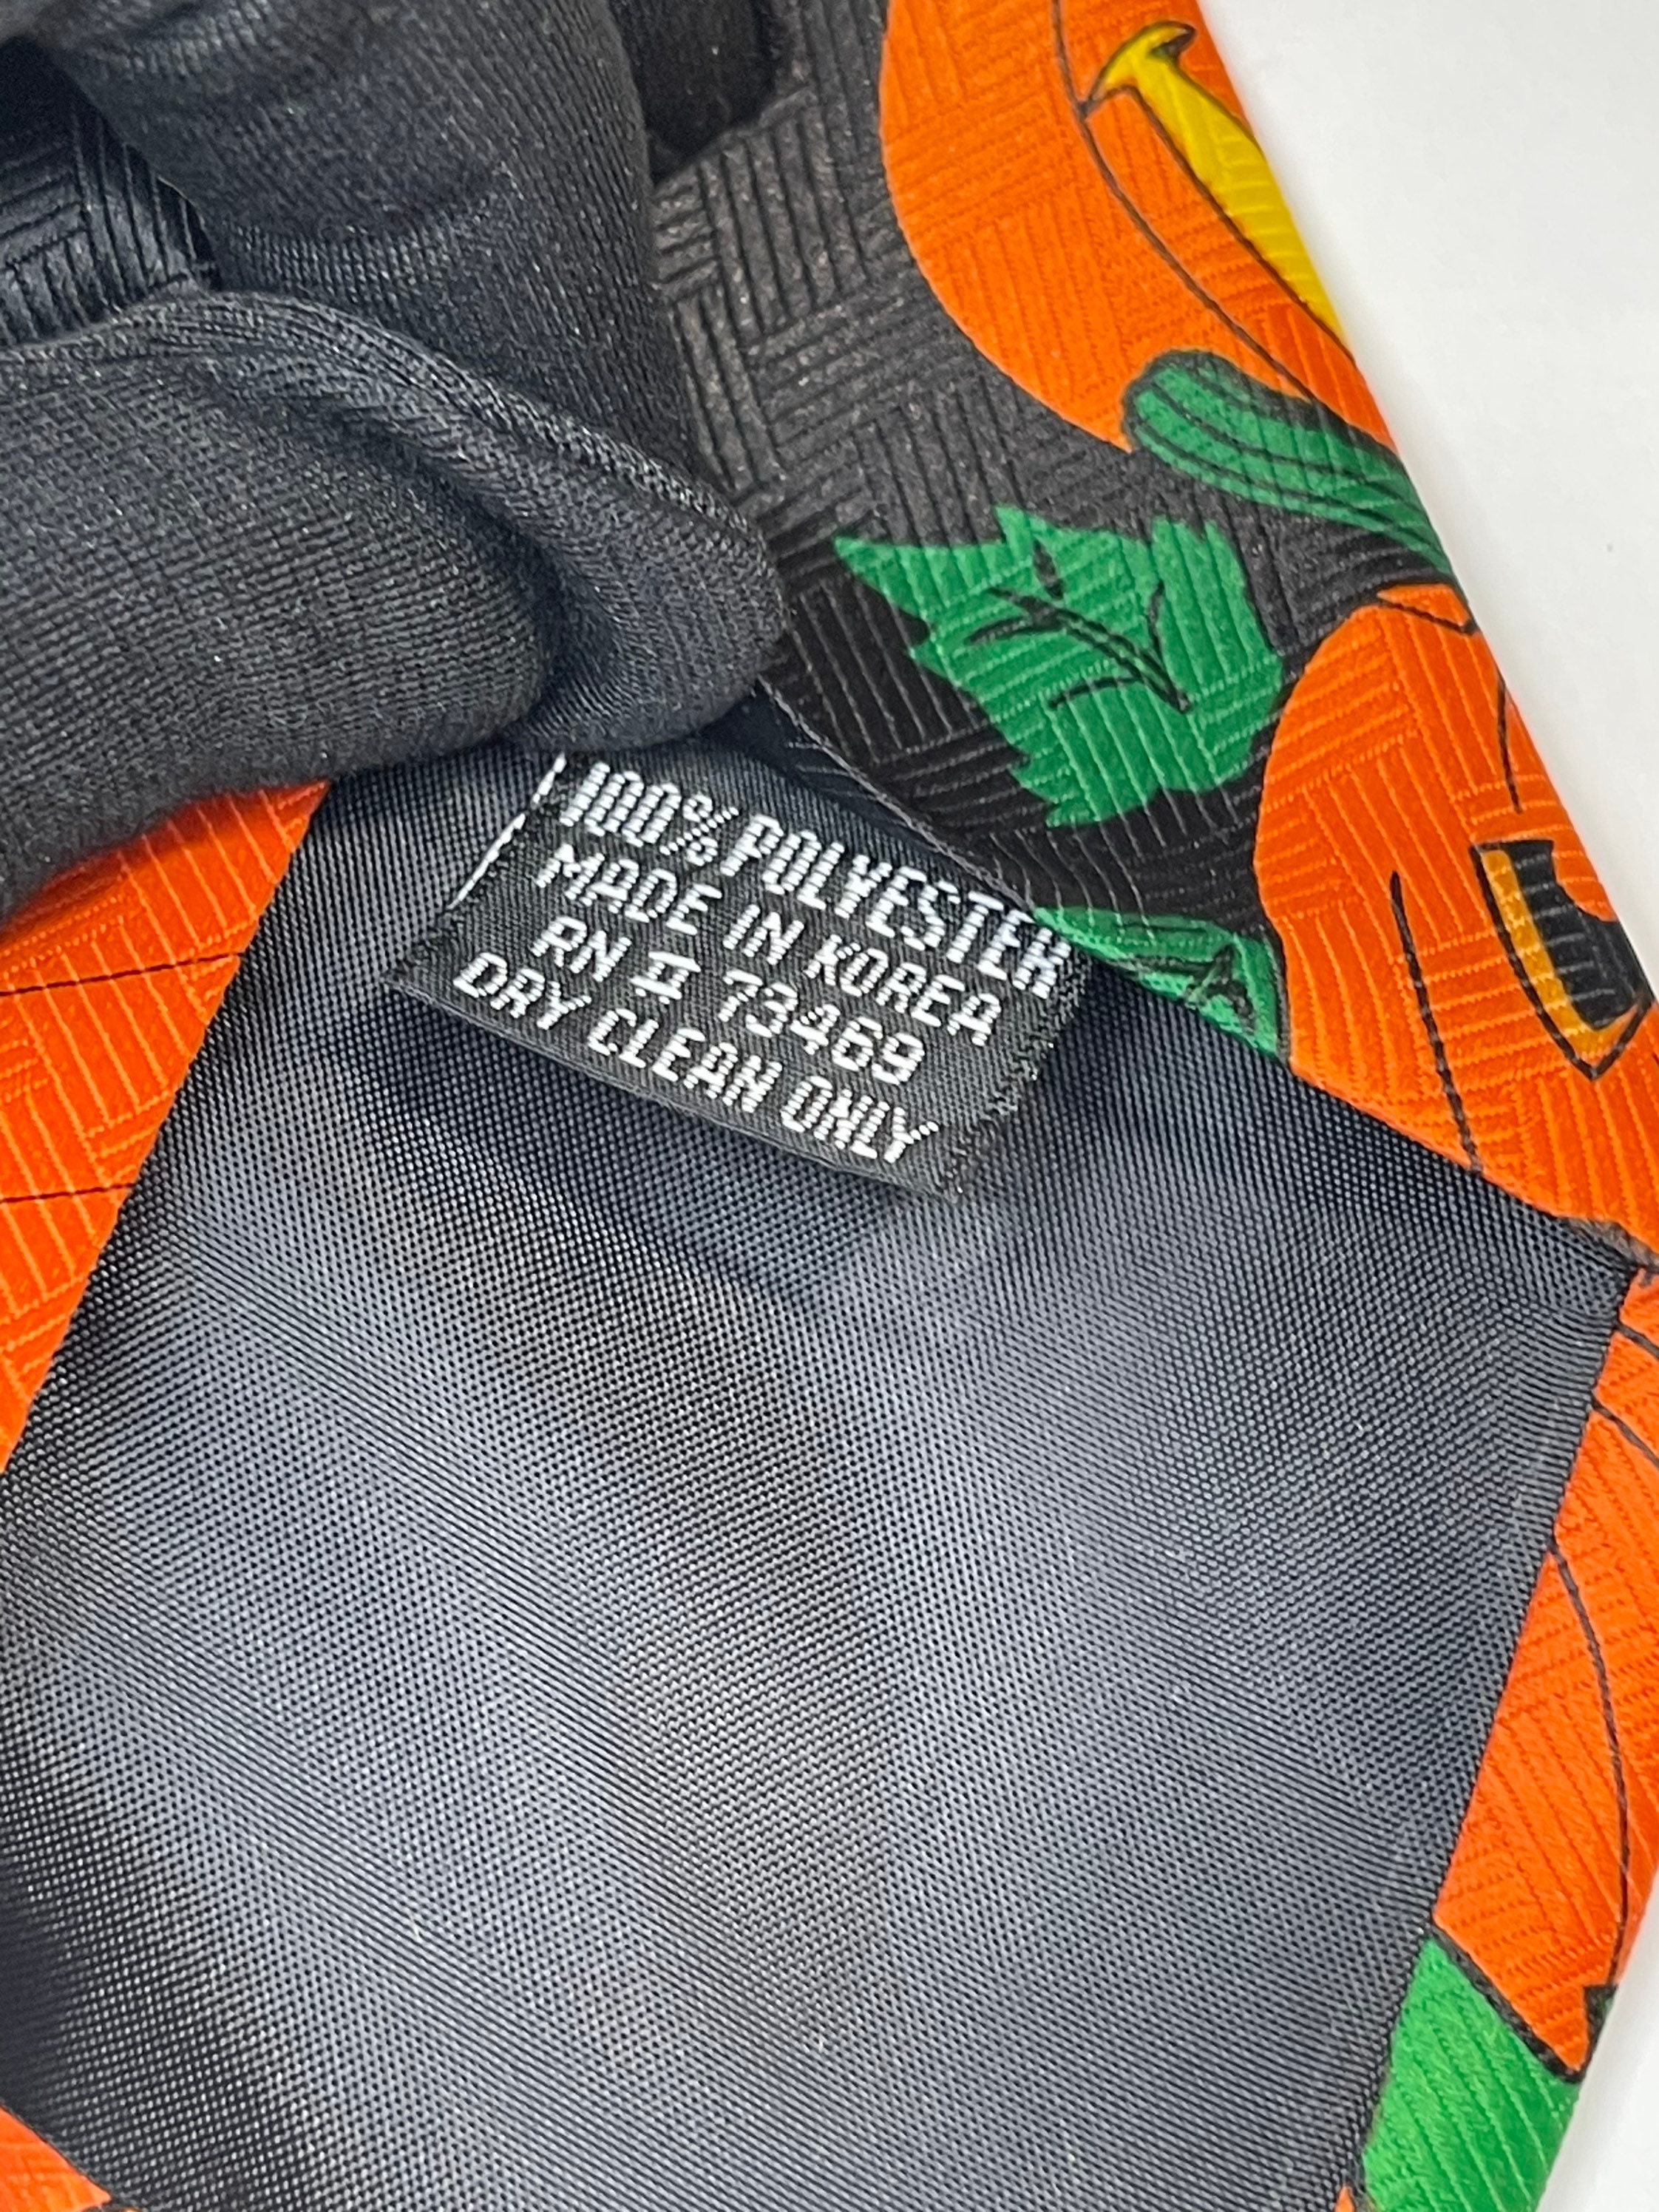 100% POLYESTER
MADE IN KOREA
RN # 73469
DRY CLEAN ONLY